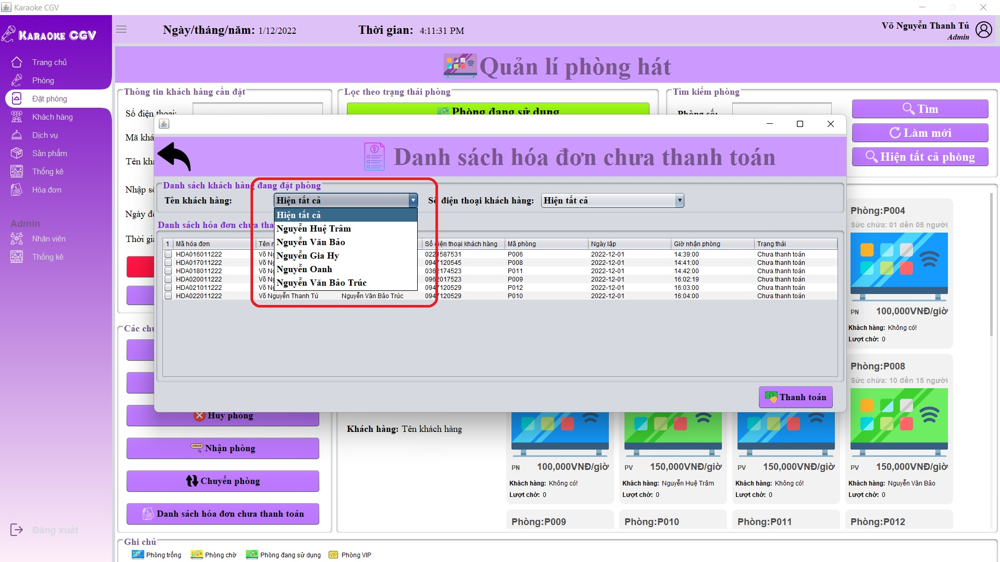 Karaoke CGV
KARAOKE CGV
Ngày/tháng/năm: 1/12/2022
Thời gian: 4:11:31 PM
Võ Nguyễn Thanh Tú
Admin
Trang chủ
Phòng
Đặt phòng
Khách hàng
Dịch vụ
Sản phẩm
Thống kê
Hóa đơn
Admin
Nhân viên
Thống kê
Đăng xuất
Quản lí phòng hát
Thông tin khách hàng cần đặt
Số điện thoại:
Mã khá
Tên khá
Nhập số
Ngày đ
Thời gi
Lọc theo trạng thái phòng
Phòng đang sử dụng
Tìm kiếm phòng
Phòng số:
Tìm
Làm mới
Hiện tất cả phòng
Danh sách hóa đơn chưa thanh toán
Danh sách khách hàng đang đặt phòng
Tên khách hàng: Hiện tất cả
Số điện thoại khách hàng: Hiện tất cả
Hiện tất cả
Nguyễn Huệ Trâm
Nguyễn Văn Bảo
Nguyễn Gia Hy
Nguyễn Oanh
Nguyễn Văn Bảo Trúc
Danh sách hóa đơn chưa tha
1 Mã hóa đơn Tên n Số điện thoại khách hàng Mã phòng Ngày lập Giờ nhận phòng Trạng thái
HDA016011222 Võ Ng 0221587531 P006 2022-12-01 14:39:00 Chưa thanh toán
HDA017011222 Võ Ng 0947120545 P008 2022-12-01 14:41:00 Chưa thanh toán
HDA018011222 Võ Ng 0362174523 P011 2022-12-01 14:42:00 Chưa thanh toán
HDA020011222 Võ Ng 0962017523 P009 2022-12-01 16:02:19 Chưa thanh toán
HDA021011222 Võ Ng 0947120529 P012 2022-12-01 16:03:00 Chưa thanh toán
HDA022011222 Võ Nguyễn Thanh Tú Nguyễn Văn Bảo Trúc 0947120529 P010 2022-12-01 16:04:00 Chưa thanh toán
Thanh toán
Các chứ
Hủy phòng
Nhận phòng
Chuyển phòng
Danh sách hóa đơn chưa thanh toán
Khách hàng: Tên khách hàng
Phòng:P004
Sức chứa: 01 đến 05 người
PN 100,000VNĐ/giờ
Khách hàng: Không có!
Lượt chờ: 0
Phòng:P008
Sức chứa: 10 đến 15 người
PN 100,000VNĐ/giờ
Khách hàng: Không có!
Lượt chờ: 0
PV 150,000VNĐ/giờ
Khách hàng: Nguyễn Huệ Trâm
Lượt chờ: 0
PV 150,000VNĐ/giờ
Khách hàng: Không có!
Lượt chờ: 0
PV 150,000VNĐ/giờ
Khách hàng: Nguyễn Văn Bảo
Lượt chờ: 0
Phòng:P009
Phòng:P010
Phòng:P011
Phòng:P012
Ghi chú
Phòng trống
Phòng chờ
Phòng đang sử dụng
VIP Phòng VIP